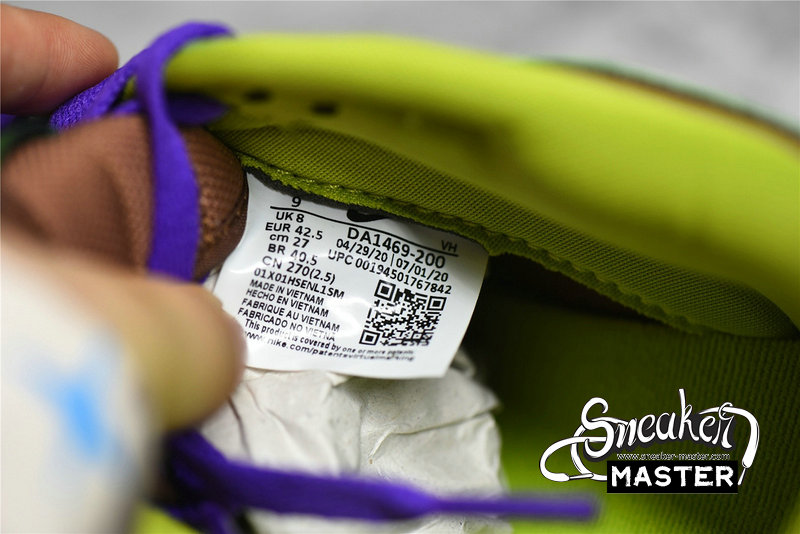 9
UK 8
EUR 42.5
cm 27
BR 40.5
CN 270(2.5)
01X01HSENL1SM
MADE IN VIETNAM
HECHO EN VIETNAM
FABRIQUE AU VIETNAM
FABRICADO NO VIETNA
This product is covered by one or more patents
www.nike.com/patentsvirtualmarking
DA1469-200
VH
04/29/20 | 07/01/20
UPC 00194501767842
Sneaker
www.sneaker-master.com
MASTER